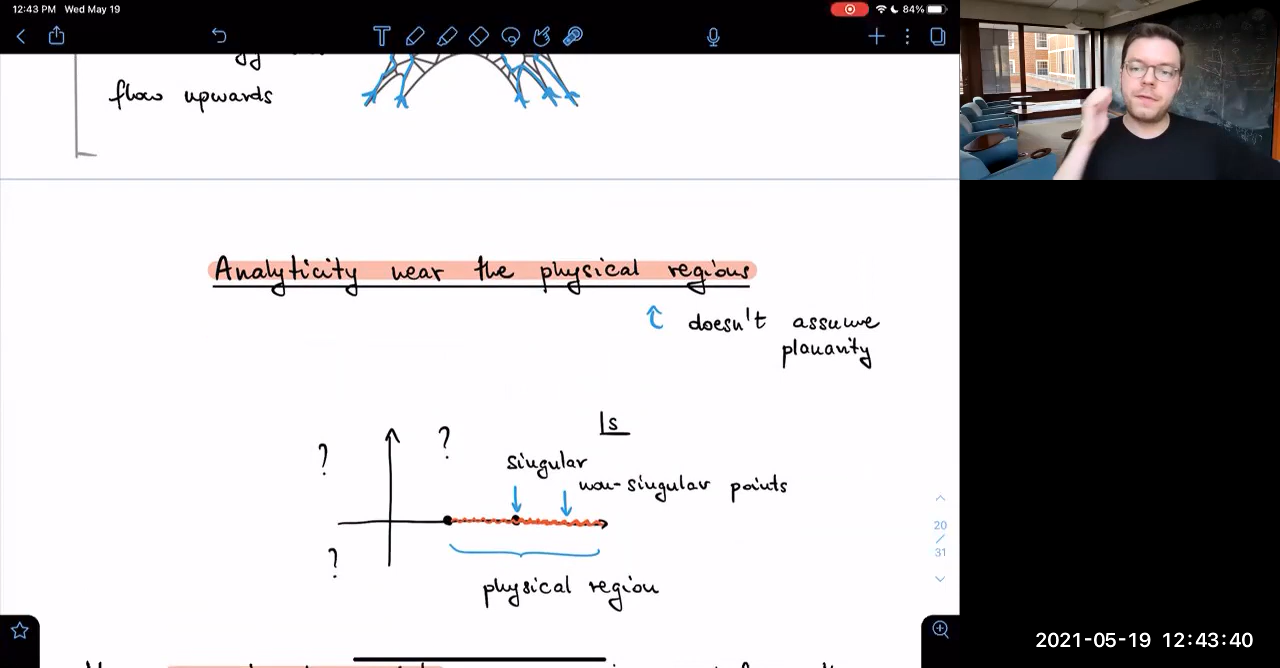 12:43 PM Wed May 19
84%
flow upwards
Analyticity near the physical regions
doesn't assume
planarity
s
? ?
singular
non-singular points
?
physical region
20
/
31
2021-05-19 12:43:40